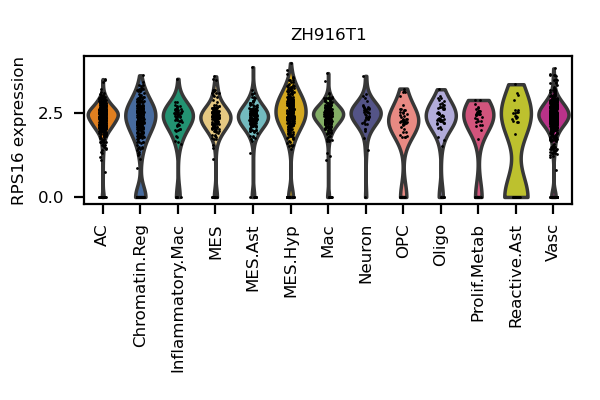 ZH916T1
RPS16 expression
2.5
0.0
AC
Chromatin.Reg
Inflammatory.Mac
MES
MES.Ast
MES.Hyp
Mac
Neuron
OPC
Oligo
Prolif.Metab
Reactive.Ast
Vasc